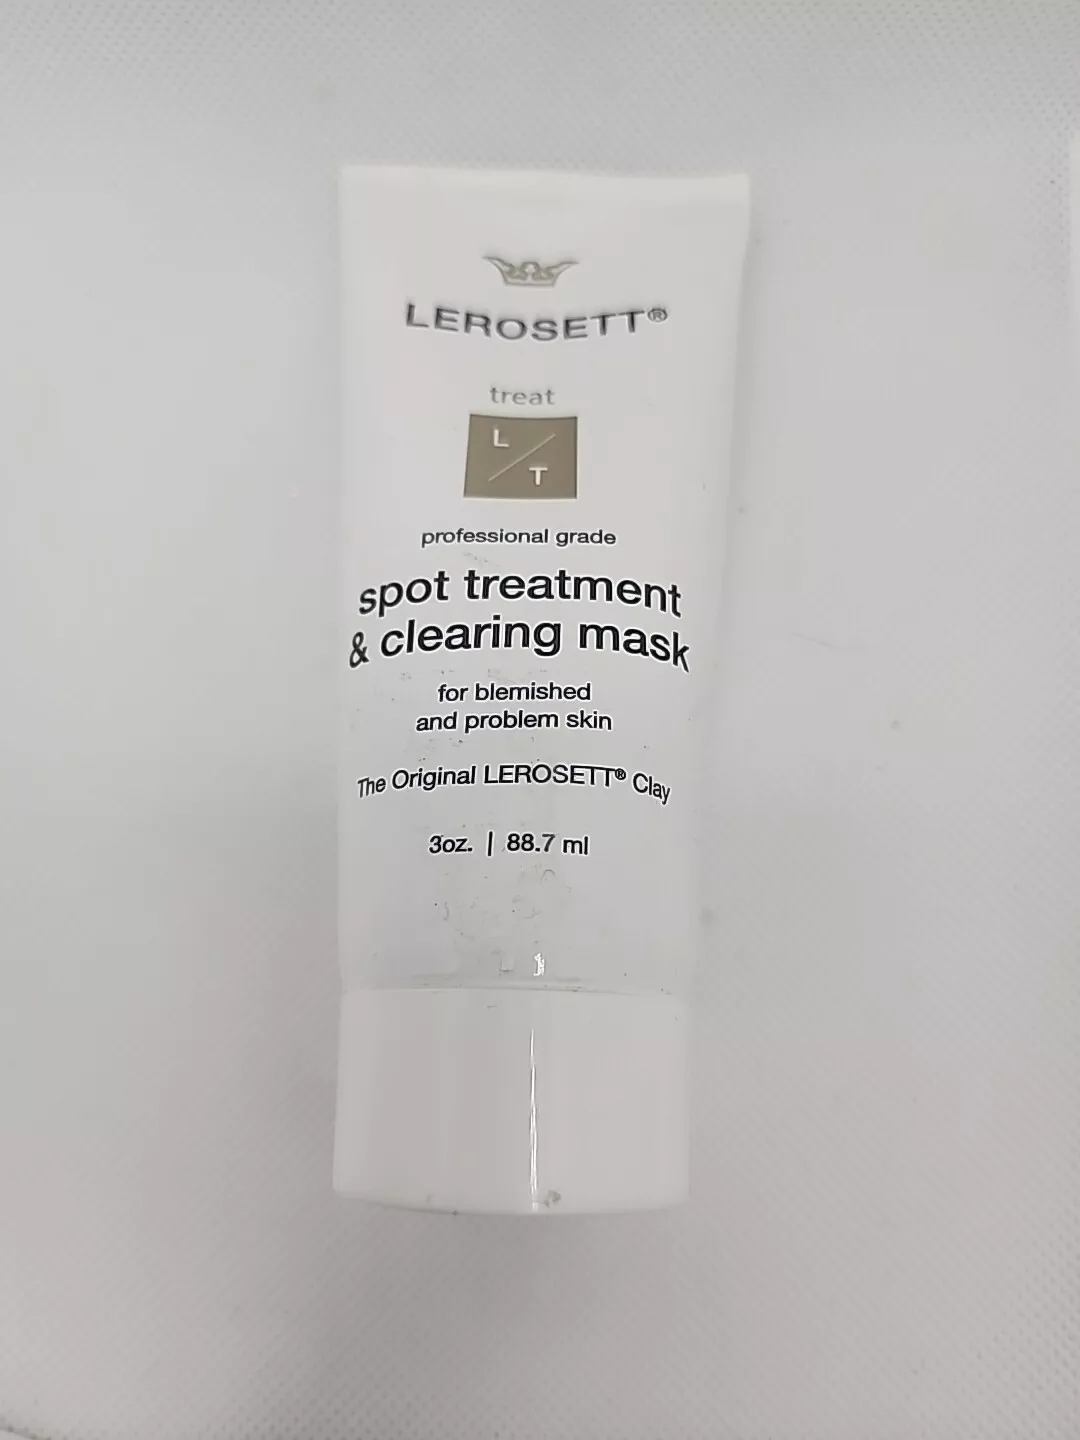 LEROSETT®
treat
L
T
professional grade
spot treatment
& clearing mask
for blemished
and problem skin
The Original LEROSETT® Clay
3oz. | 88.7 ml